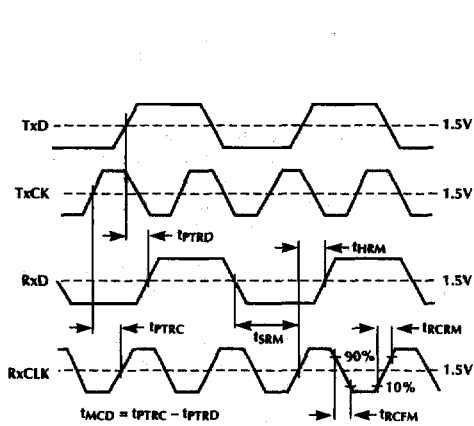 TxD 1.5V
TxCK 1.5V
tPTRD tHRM
RxD 1.5V
tPTRC tSRM tRCRM
RxCLK 90% 1.5V
10%
tMCD = tPTRC – tPTRD tRCFM